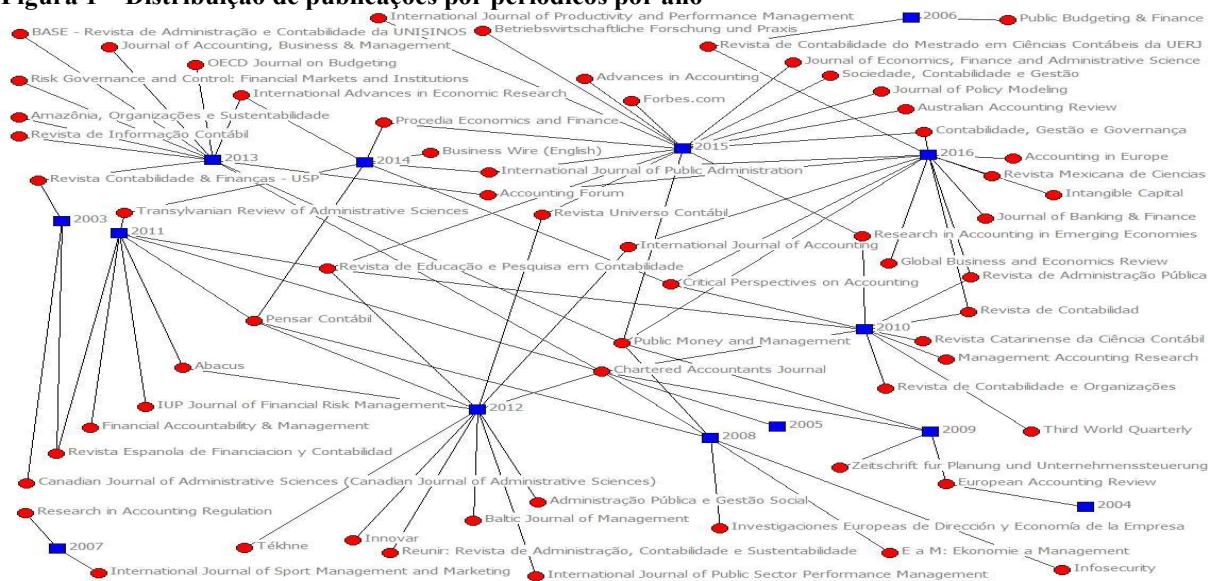 Figura 1 – Distribuição de publicações por periódicos por ano
International Journal of Productivity and Performance Management
2006
Public Budgeting & Finance
BASE - Revista de Administração e Contabilidade da UNISINOS
Betriebswirtschaftliche Forschung und Praxis
Journal of Accounting, Business & Management
Revista de Contabilidade do Mestrado em Ciências Contábeis da UERJ
OECD Journal on Budgeting
Journal of Economics, Finance and Administrative Science
Risk Governance and Control: Financial Markets and Institutions
Advances in Accounting
Sociedade, Contabilidade e Gestão
International Advances in Economic Research
Forbes.com
Journal of Policy Modeling
Amazônia, Organizações e Sustentabilidade
Australian Accounting Review
Procedia Economics and Finance
Revista de Informação Contábil
Contabilidade, Gestão e Governança
2013
2014
Business Wire (English)
2015
2016
Accounting in Europe
Revista Contabilidade & Finanças - USP
International Journal of Public Administration
Revista Mexicana de Ciencias
Accounting Forum
Intangible Capital
Transylvanian Review of Administrative Sciences
Revista Universo Contábil
Journal of Banking & Finance
2003
2011
International Journal of Accounting
Research in Accounting in Emerging Economies
Revista de Educação e Pesquisa em Contabilidade
Global Business and Economics Review
Critical Perspectives on Accounting
Revista de Administração Pública
Pensar Contábil
Revista de Contabilidad
2010
Public Money and Management
Revista Catarinense da Ciência Contábil
Abacus
Chartered Accountants Journal
Management Accounting Research
Revista de Contabilidade e Organizações
IUP Journal of Financial Risk Management
2012
Financial Accountability & Management
2005
2009
Third World Quarterly
2008
Revista Espanola de Financiacion y Contabilidad
Zeitschrift fur Planung und Unternehmenssteuerung
Canadian Journal of Administrative Sciences (Canadian Journal of Administrative Sciences)
European Accounting Review
Administração Pública e Gestão Social
2004
Research in Accounting Regulation
Baltic Journal of Management
Investigaciones Europeas de Dirección y Economía de la Empresa
2007
Tékhne
Innovar
Reunir: Revista de Administração, Contabilidade e Sustentabilidade
E a M: Ekonomie a Management
International Journal of Sport Management and Marketing
International Journal of Public Sector Performance Management
Infosecurity